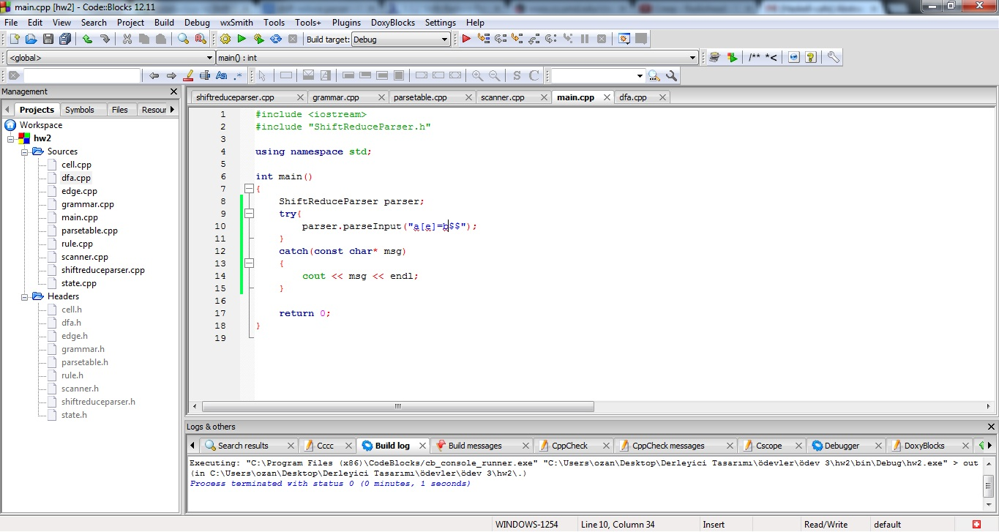 main.cpp [hw2] - Code::Blocks 12.11
File Edit View Search Project Build Debug wxSmith Tools Tools+ Plugins DoxyBlocks Settings Help
Build target: Debug
<global> main() : int
/** *<
Aa .*
S C
Management
Projects Symbols Files Resour
shiftreduceparser.cpp grammar.cpp parsetable.cpp scanner.cpp main.cpp dfa.cpp
Workspace
hw2
Sources
cell.cpp
dfa.cpp
edge.cpp
grammar.cpp
main.cpp
parsetable.cpp
rule.cpp
scanner.cpp
shiftreduceparser.cpp
state.cpp
Headers
cell.h
dfa.h
edge.h
grammar.h
parsetable.h
rule.h
scanner.h
shiftreduceparser.h
state.h
1 #include <iostream>
2 #include "ShiftReduceParser.h"
3
4 using namespace std;
5
6 int main()
7 {
8 ShiftReduceParser parser;
9 try{
10 parser.parseInput("a[e]=b$$");
11 }
12 catch(const char* msg)
13 {
14 cout << msg << endl;
15 }
16
17 return 0;
18 }
19
Logs & others
Search results Cccc Build log Build messages CppCheck CppCheck messages Cscope Debugger DoxyBlocks
Executing: "C:\Program Files (x86)\CodeBlocks/cb_console_runner.exe" "C:\Users\ozan\Desktop\Derleyici Tasarımı\ödevler\ödev 3\hw2\bin\Debug\hw2.exe" > out
(in C:\Users\ozan\Desktop\Derleyici Tasarımı\ödevler\ödev 3\hw2\.)
Process terminated with status 0 (0 minutes, 1 seconds)
WINDOWS-1254 Line 10, Column 34 Insert Read/Write default